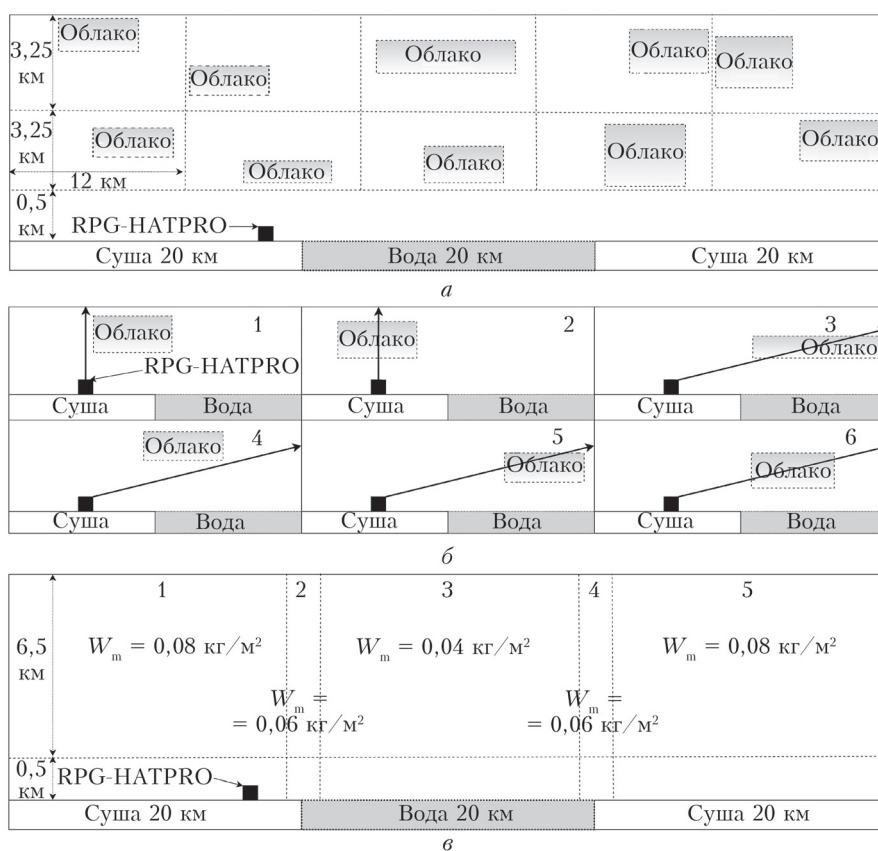 3,25
км
Облако
Облако
Облако
Облако
Облако
3,25
км
Облако
Облако
Облако
Облако
Облако
12 км
0,5
км
RPG-HATPRO
Суша 20 км
Вода 20 км
Суша 20 км
а
Облако
1
RPG-HATPRO
Суша
Вода
Облако
2
Суша
Вода
3
Облако
Суша
Вода
Облако
4
Суша
Вода
5
Облако
Суша
Вода
6
Облако
Суша
Вода
б
1
2
3
4
5
6,5
км
Wm = 0,08 кг/м²
Wm = 0,04 кг/м²
Wm = 0,08 кг/м²
Wm =
= 0,06 кг/м²
Wm =
= 0,06 кг/м²
0,5
км
RPG-HATPRO
Суша 20 км
Вода 20 км
Суша 20 км
в